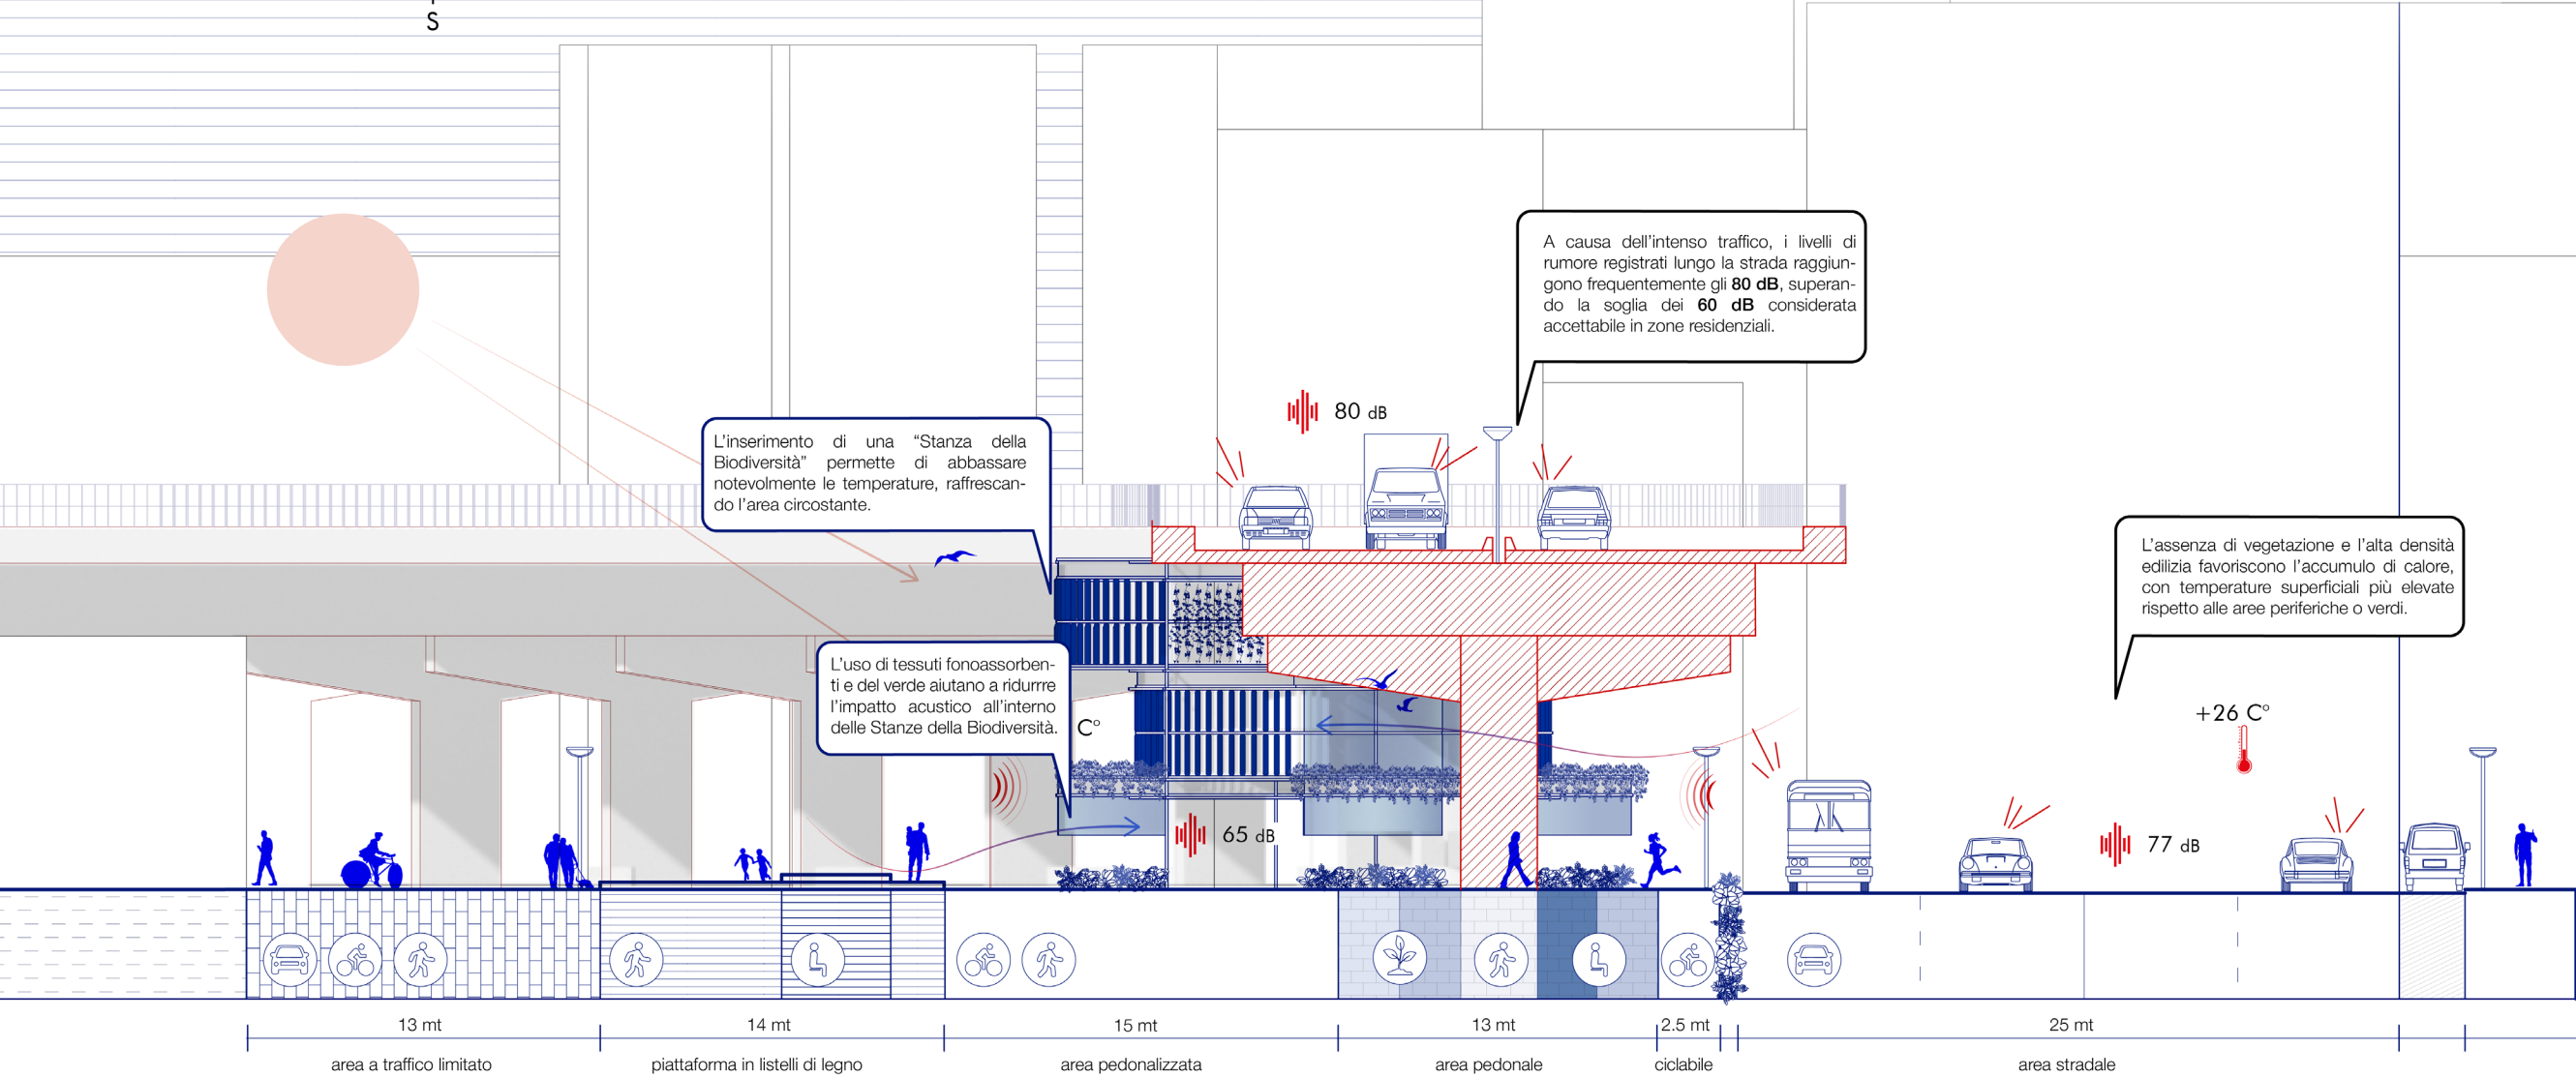 S
A causa dell'intenso traffico, i livelli di
rumore registrati lungo la strada raggiun-
gono frequentemente gli 80 dB, superan-
do la soglia dei 60 dB considerata
accettabile in zone residenziali.
80 dB
L'inserimento di una "Stanza della
Biodiversità" permette di abbassare
notevolmente le temperature, raffrescan-
do l'area circostante.
L'assenza di vegetazione e l'alta densità
edilizia favoriscono l'accumulo di calore,
con temperature superficiali più elevate
rispetto alle aree periferiche o verdi.
L'uso di tessuti fonoassorben-
ti e del verde aiutano a ridurrre
l'impatto acustico all'interno
delle Stanze della Biodiversità.
C°
+26 C°
65 dB
77 dB
13 mt
14 mt
15 mt
13 mt
2.5 mt
25 mt
area a traffico limitato
piattaforma in listelli di legno
area pedonalizzata
area pedonale
ciclabile
area stradale